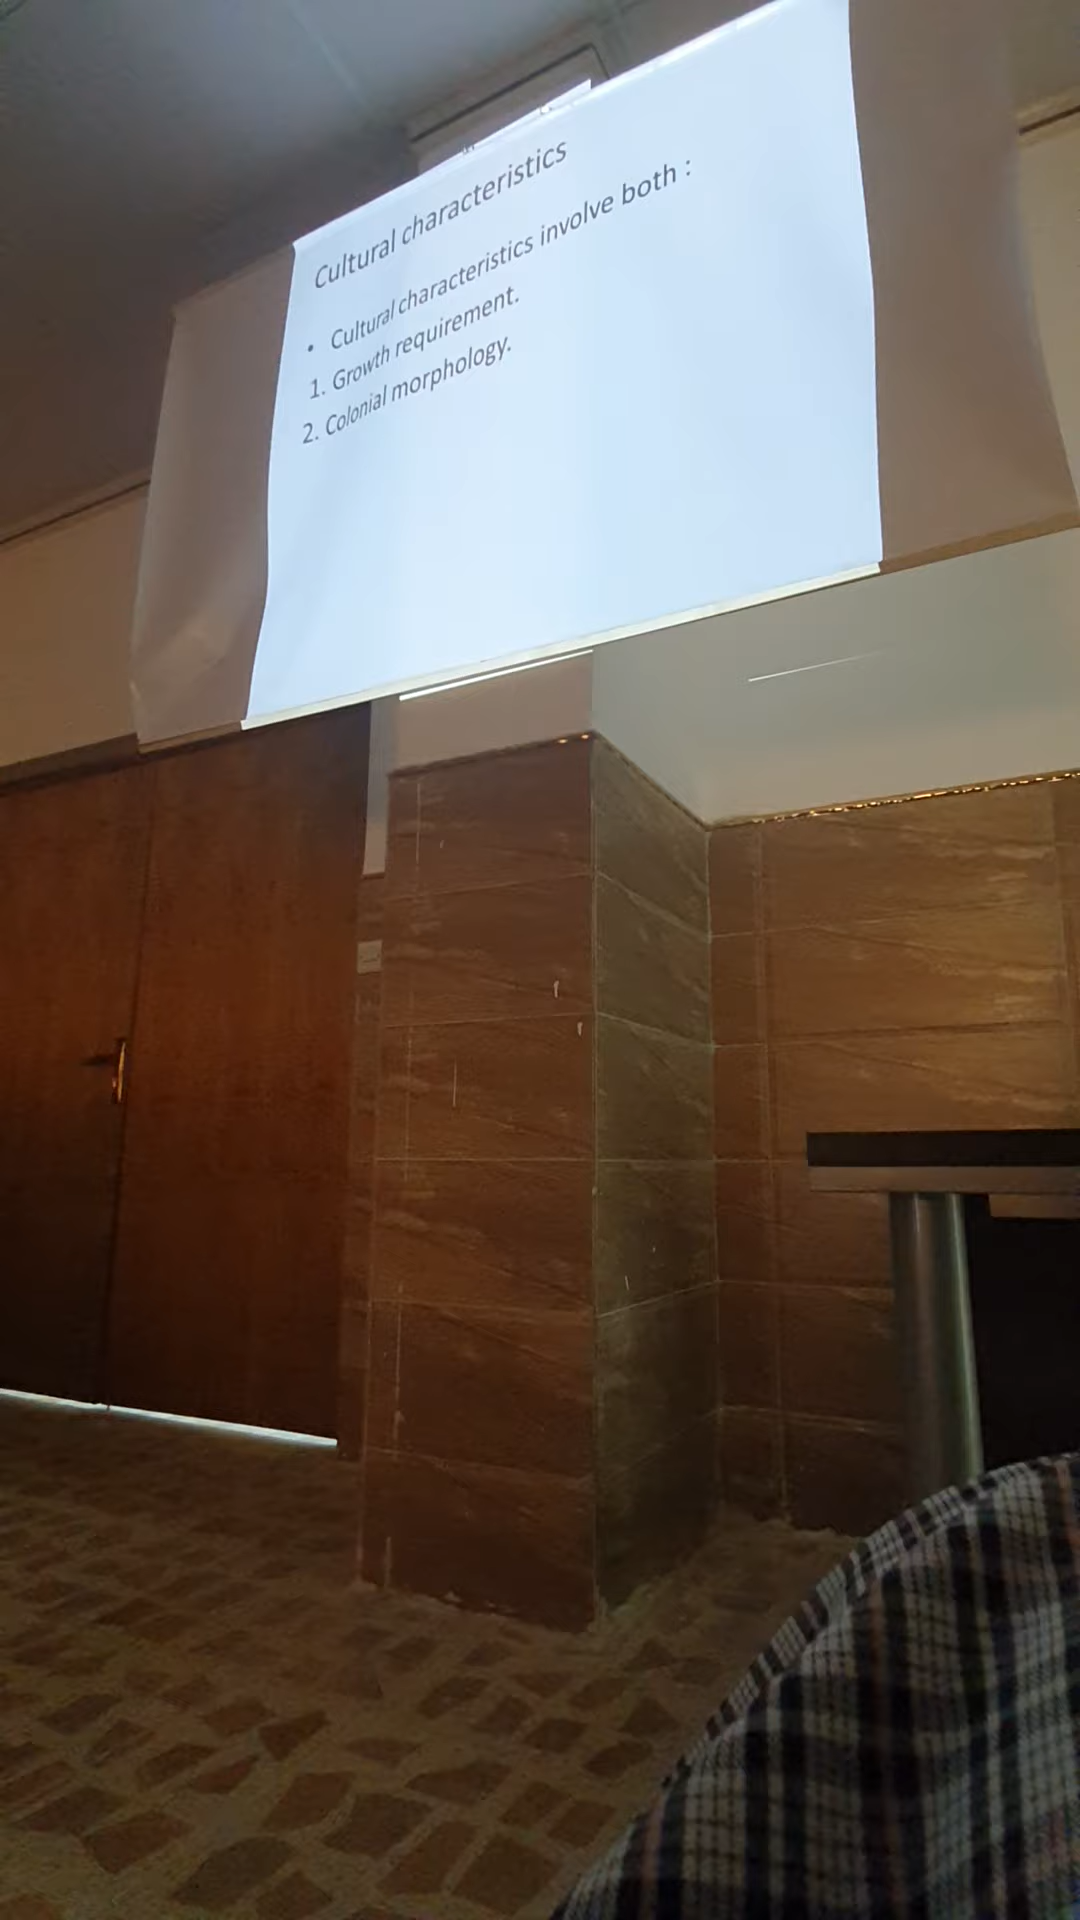 Cultural characteristics
• Cultural characteristics involve both :
1. Growth requirement.
2. Colonial morphology.